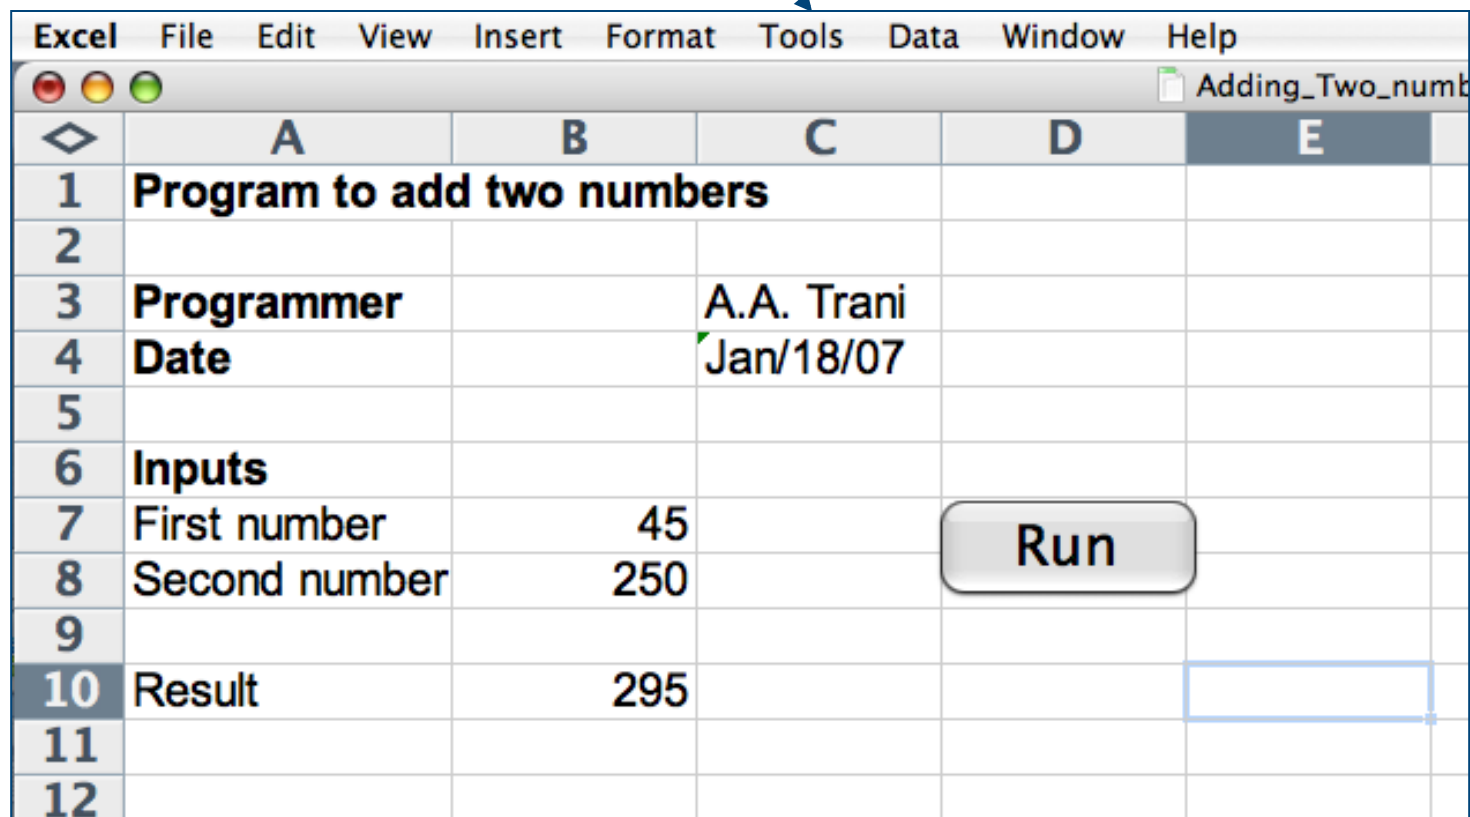 Excel File Edit View Insert Format Tools Data Window Help
Adding_Two_numb
A B C D E
1 Program to add two numbers
2
3 Programmer A.A. Trani
4 Date Jan/18/07
5
6 Inputs
7 First number 45
Run
8 Second number 250
9
10 Result 295
11
12